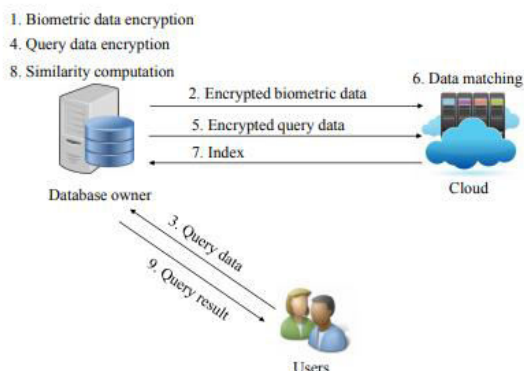 1. Biometric data encryption
4. Query data encryption
8. Similarity computation
6. Data matching
2. Encrypted biometric data
5. Encrypted query data
7. Index
Database owner
Cloud
3. Query data
9. Query result
Users